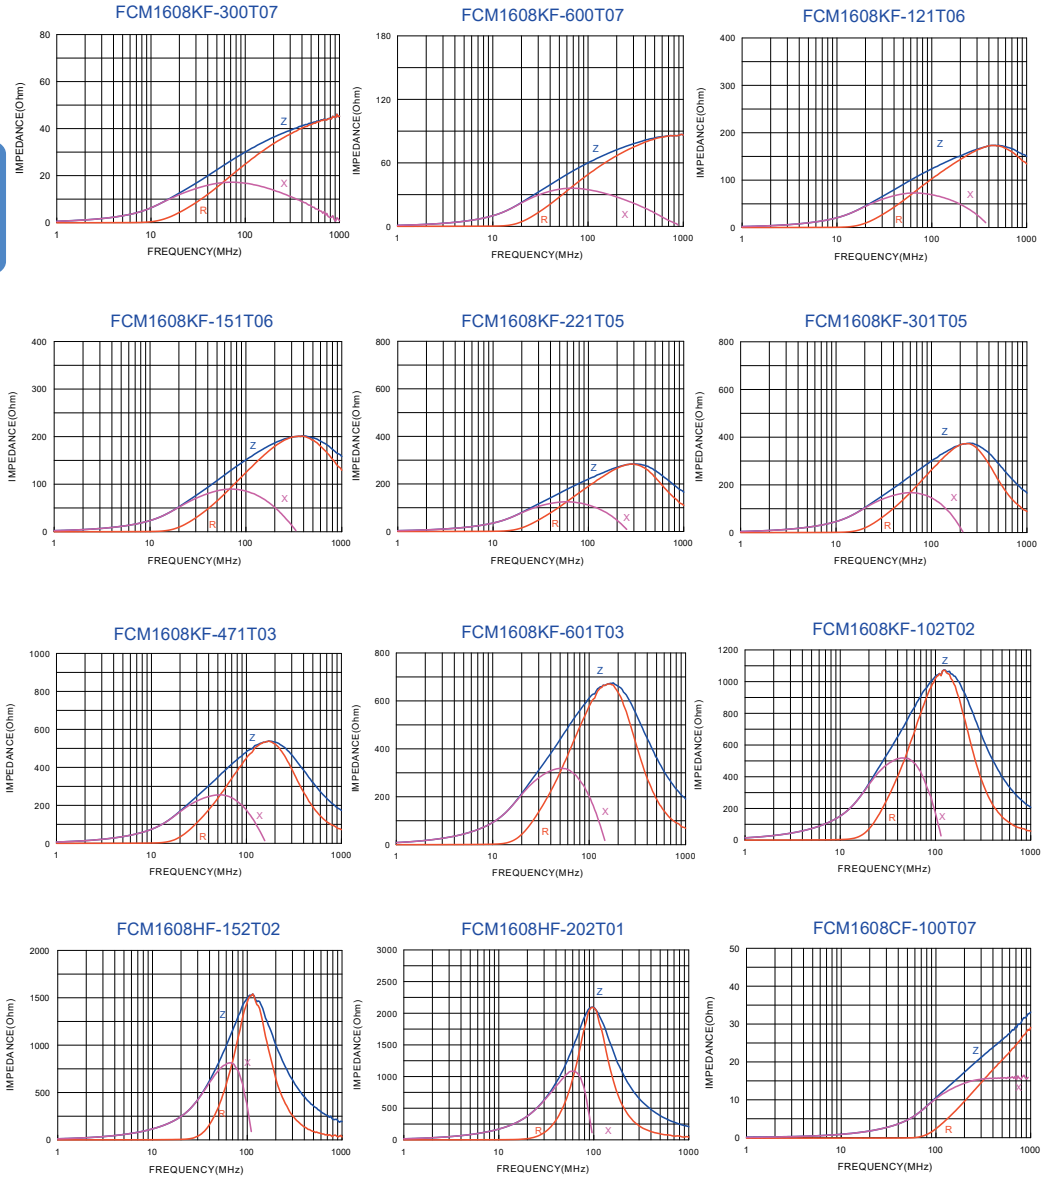 FCM1608KF-300T07
80
60
40
20
0
IMPEDANCE(Ohm)
Z
X
R
1
10
100
1000
FREQUENCY(MHz)
FCM1608KF-600T07
180
120
60
0
IMPEDANCE(Ohm)
Z
X
R
1
10
100
1000
FREQUENCY(MHz)
FCM1608KF-121T06
400
300
200
100
0
IMPEDANCE(Ohm)
Z
X
R
1
10
100
1000
FREQUENCY(MHz)
FCM1608KF-151T06
400
300
200
100
0
IMPEDANCE(Ohm)
Z
X
R
1
10
100
1000
FREQUENCY(MHz)
FCM1608KF-221T05
800
600
400
200
0
IMPEDANCE(Ohm)
Z
X
R
1
10
100
1000
FREQUENCY(MHz)
FCM1608KF-301T05
800
600
400
200
0
IMPEDANCE(Ohm)
Z
X
R
1
10
100
1000
FREQUENCY(MHz)
FCM1608KF-471T03
1000
800
600
400
200
0
IMPEDANCE(Ohm)
Z
X
R
1
10
100
1000
FREQUENCY(MHz)
FCM1608KF-601T03
800
600
400
200
0
IMPEDANCE(Ohm)
Z
X
R
1
10
100
1000
FREQUENCY(MHz)
FCM1608KF-102T02
1200
1000
800
600
400
200
0
IMPEDANCE(Ohm)
Z
X
R
1
10
100
1000
FREQUENCY(MHz)
FCM1608HF-152T02
2000
1500
1000
500
0
IMPEDANCE(Ohm)
Z
X
R
1
10
100
1000
FREQUENCY(MHz)
FCM1608HF-202T01
3000
2500
2000
1500
1000
500
0
IMPEDANCE(Ohm)
Z
X
R
1
10
100
1000
FREQUENCY(MHz)
FCM1608CF-100T07
50
40
30
20
10
0
IMPEDANCE(Ohm)
Z
X
R
1
10
100
1000
FREQUENCY(MHz)